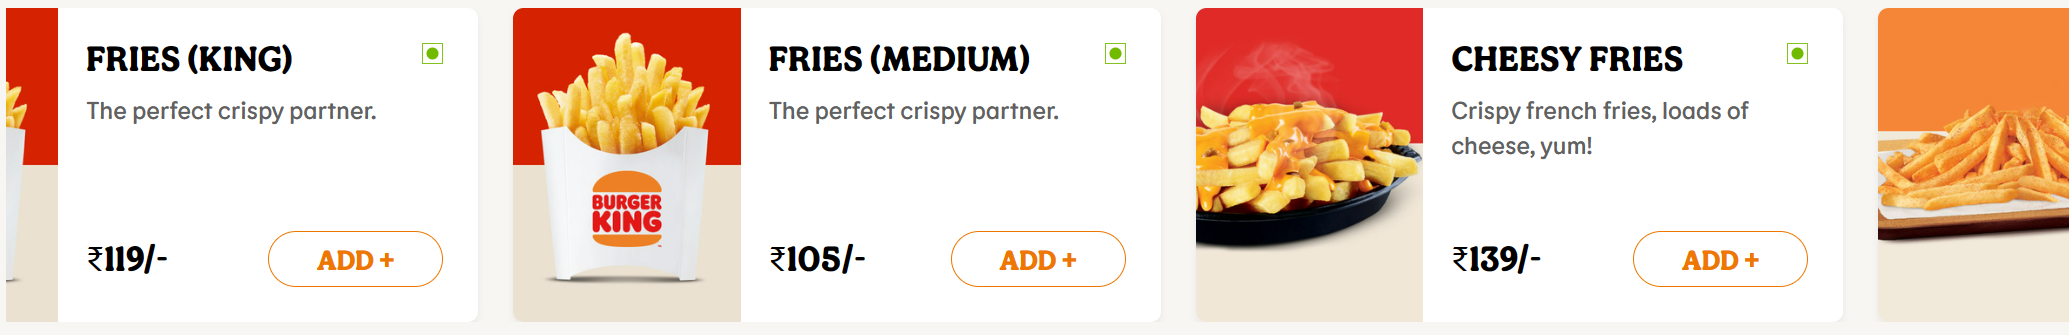 FRIES (KING)
The perfect crispy partner.
₹119/-
ADD +
BURGER
KING
FRIES (MEDIUM)
The perfect crispy partner.
₹105/-
ADD +
CHEESY FRIES
Crispy french fries, loads of
cheese, yum!
₹139/-
ADD +